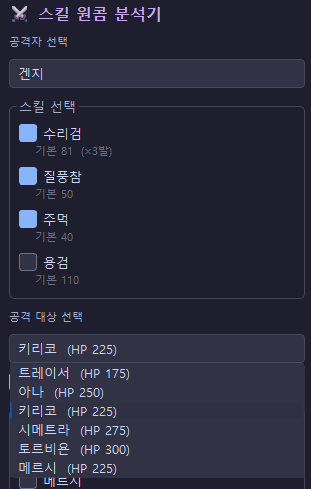 스킬 원콤 분석기
공격자 선택
겐지
스킬 선택
수리검
기본 81 (×3발)
질풍참
기본 50
주먹
기본 40
용검
기본 110
공격 대상 선택
키리코 (HP 225)
트레이서 (HP 175)
아나 (HP 250)
키리코 (HP 225)
시메트라 (HP 275)
토르비욘 (HP 300)
메르시 (HP 225)
메르시